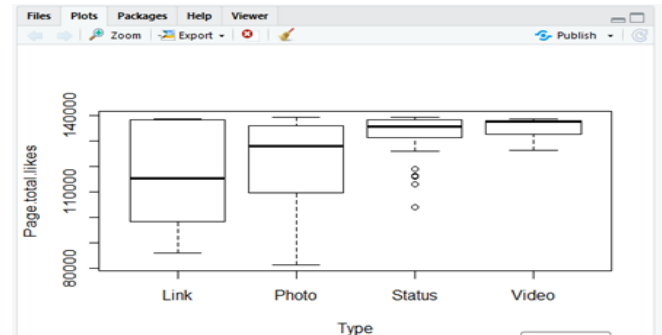 Files Plots Packages Help Viewer
Zoom Export Publish
140000
110000
80000
Page.total.likes
Link Photo Status Video
Type